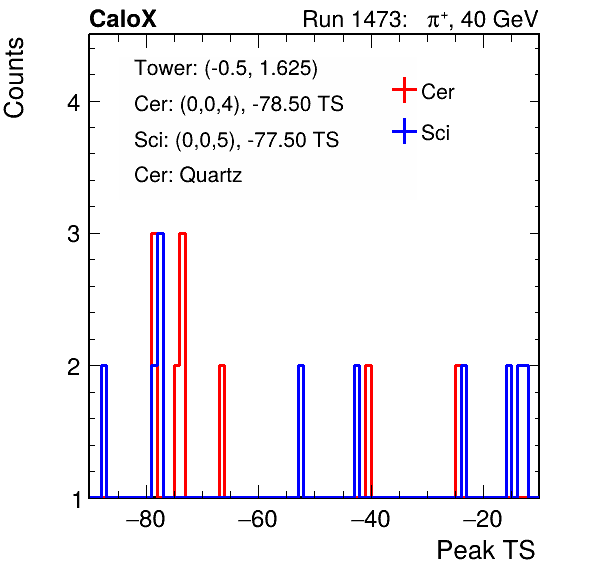 CaloX Run 1473: π⁺, 40 GeV
Counts
Tower: (-0.5, 1.625)
Cer: (0,0,4), -78.50 TS
Sci: (0,0,5), -77.50 TS
Cer: Quartz
Cer
Sci
4
3
2
1
−80 −60 −40 −20
Peak TS